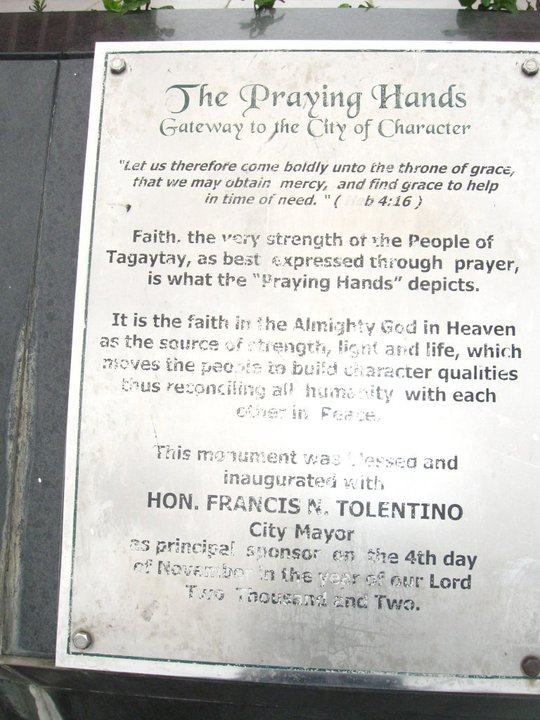 The Praying Hands
Gateway to the City of Character
"Let us therefore come boldly unto the throne of grace,
that we may obtain mercy, and find grace to help
in time of need. " ( Heb 4:16 )
Faith, the very strength of the People of
Tagaytay, as best expressed through prayer,
is what the "Praying Hands" depicts.
It is the faith in the Almighty God in Heaven
as the source of strength, light and life, which
moves the people to build character qualities
thus reconciling all humanity with each
other in Peace.
This monument was blessed and
inaugurated with
HON. FRANCIS N. TOLENTINO
City Mayor
as principal sponsor on the 4th day
of November in the year of our Lord
Two Thousand and Two.